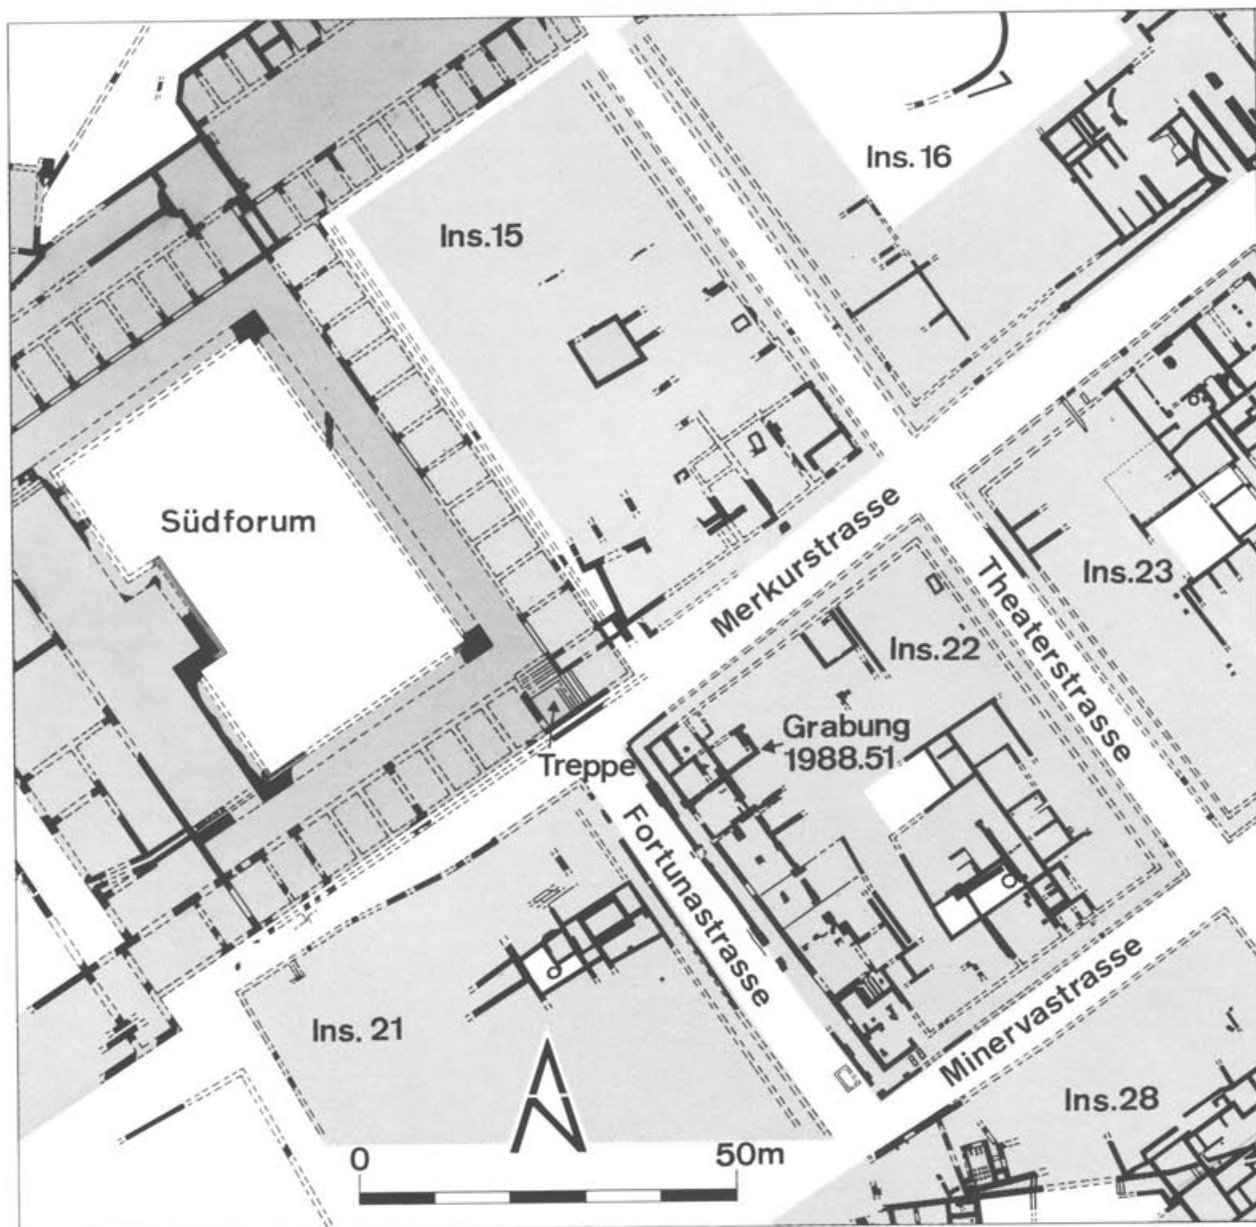 Ins. 16
Ins.15
Südforum
Merkurstrasse
Theaterstrasse
Ins.23
Ins.22
Grabung
1988.51
Treppe
Fortunastrasse
Ins. 21
Minervastrasse
Ins.28
N
0 50m